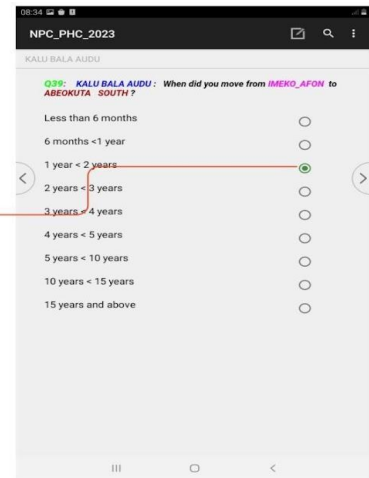 08:34
NPC_PHC_2023
KALU BALA AUDU
Q39: KALU BALA AUDU : When did you move from IMEKO_AFON to
ABEOKUTA SOUTH ?
Less than 6 months
6 months <1 year
1 year < 2 years
2 years < 3 years
3 years < 4 years
4 years < 5 years
5 years < 10 years
10 years < 15 years
15 years and above